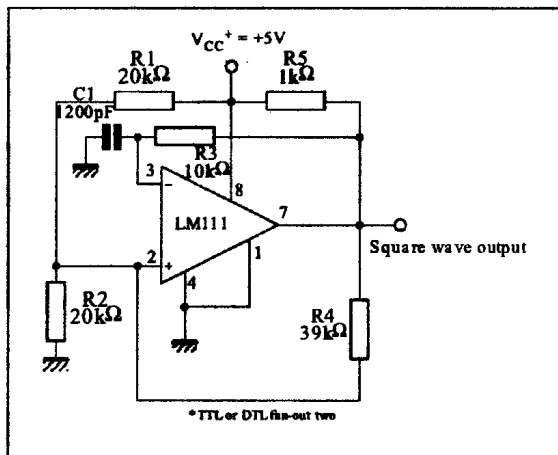 V_CC^+ = +5V
R1
20kΩ
R5
1kΩ
C1
1200pF
R3
10kΩ
3
−
8
LM111
7
Square wave output
2
+
1
4
R2
20kΩ
R4
39kΩ
*TTL or DTL fan-out two